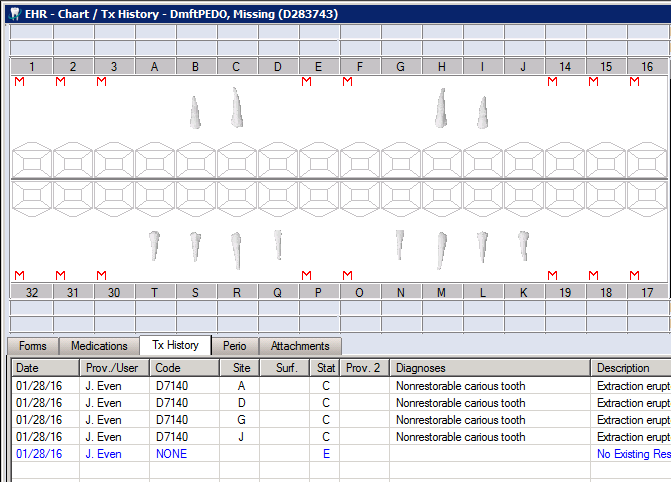 EHR - Chart / Tx History - DmftPEDO, Missing (D283743)
1 2 3 A B C D E F G H I J 14 15 16
M M M M M M M M
M M M M M M M M
32 31 30 T S R Q P O N M L K 19 18 17
Forms Medications Tx History Perio Attachments
Date Prov./User Code Site Surf. Stat Prov. 2 Diagnoses Description
01/28/16 J. Even D7140 A C Nonrestorable carious tooth Extraction erupt
01/28/16 J. Even D7140 D C Nonrestorable carious tooth Extraction erupt
01/28/16 J. Even D7140 G C Nonrestorable carious tooth Extraction erupt
01/28/16 J. Even D7140 J C Nonrestorable carious tooth Extraction erupt
01/28/16 J. Even NONE E No Existing Res